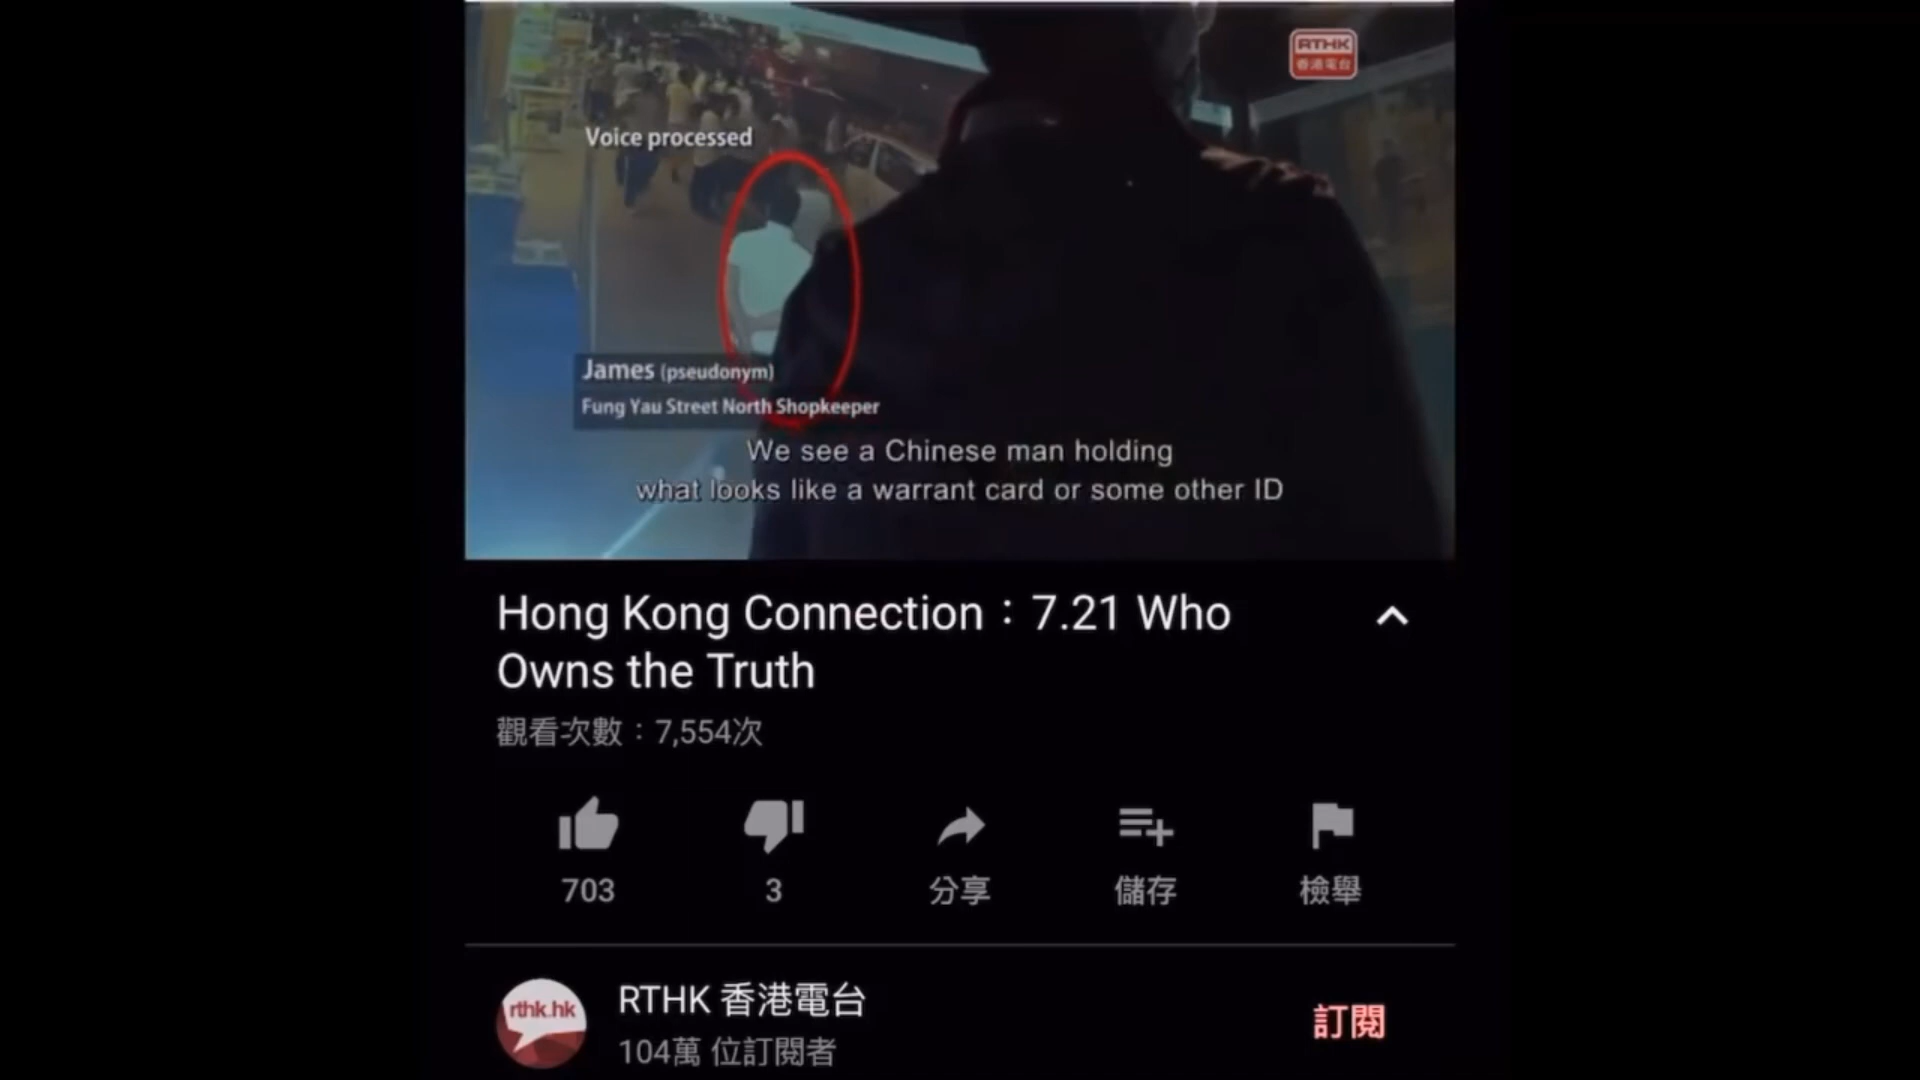 RTHK
香港電台
Voice processed
James (pseudonym)
Fung Yau Street North Shopkeeper
We see a Chinese man holding
what looks like a warrant card or some other ID
Hong Kong Connection：7.21 Who
Owns the Truth
觀看次數：7,554次
703
3
分享
儲存
檢舉
rthk.hk
RTHK 香港電台
訂閱
104萬 位訂閱者